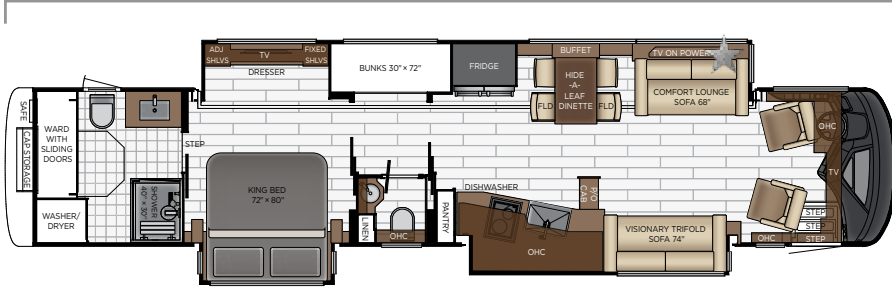 ADJ
SHLVS
TV
FIXED
SHLVS
DRESSER
BUNKS 30" × 72"
FRIDGE
BUFFET
HIDE
-A-
LEAF
DINETTE
FLD
FLD
TV ON POWER
COMFORT LOUNGE
SOFA 68"
OHC
TV
SAFE
CAP STORAGE
WARD
WITH
SLIDING
DOORS
WASHER/
DRYER
SHOWER
40" × 30"
STEP
KING BED
72" × 80"
LINEN
OHC
PANTRY
DISHWASHER
OHC
P/O
CAB
VISIONARY TRIFOLD
SOFA 74"
OHC
STEP
STEP
STEP